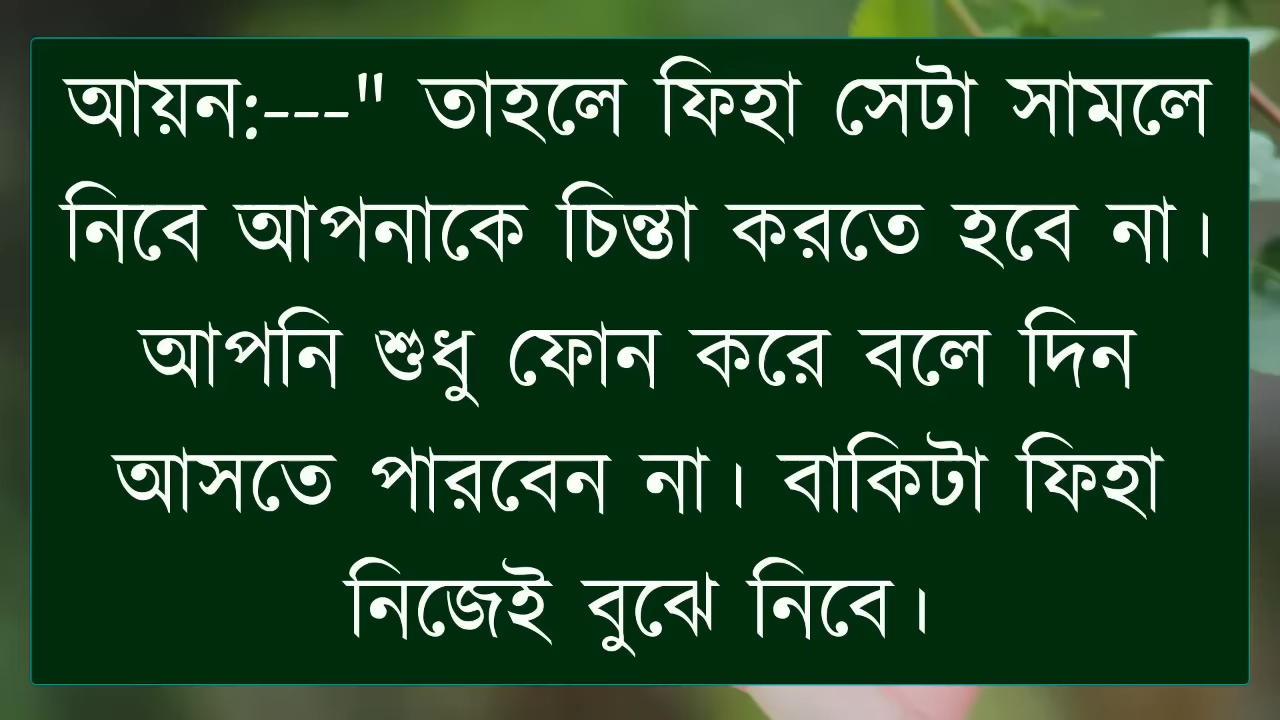 আয়ন:---" তাহলে ফিহা সেটা সামলে
নিবে আপনাকে চিন্তা করতে হবে না।
আপনি শুধু ফোন করে বলে দিন
আসতে পারবেন না। বাকিটা ফিহা
নিজেই বুঝে নিবে।